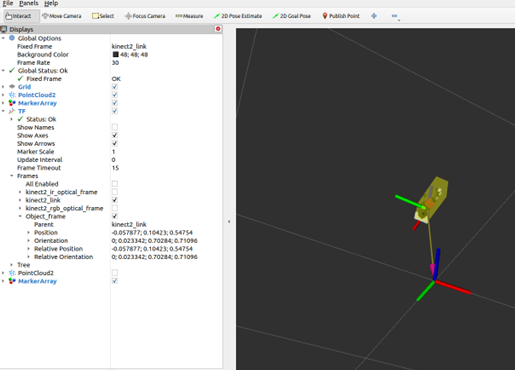 File Panels Help
Interact Move Camera Select Focus Camera Measure 2D Pose Estimate 2D Goal Pose Publish Point
Displays
Global Options
Fixed Frame kinect2_link
Background Color 48; 48; 48
Frame Rate 30
Global Status: Ok
Fixed Frame OK
Grid
PointCloud2
MarkerArray
TF
Status: Ok
Show Names
Show Axes
Show Arrows
Marker Scale 1
Update Interval 0
Frame Timeout 15
Frames
All Enabled
kinect2_ir_optical_frame
kinect2_link
kinect2_rgb_optical_frame
Object_frame
Parent kinect2_link
Position -0.057877; 0.10423; 0.54754
Orientation 0; 0.023342; 0.70284; 0.71096
Relative Position -0.057877; 0.10423; 0.54754
Relative Orientation 0; 0.023342; 0.70284; 0.71096
Tree
PointCloud2
MarkerArray